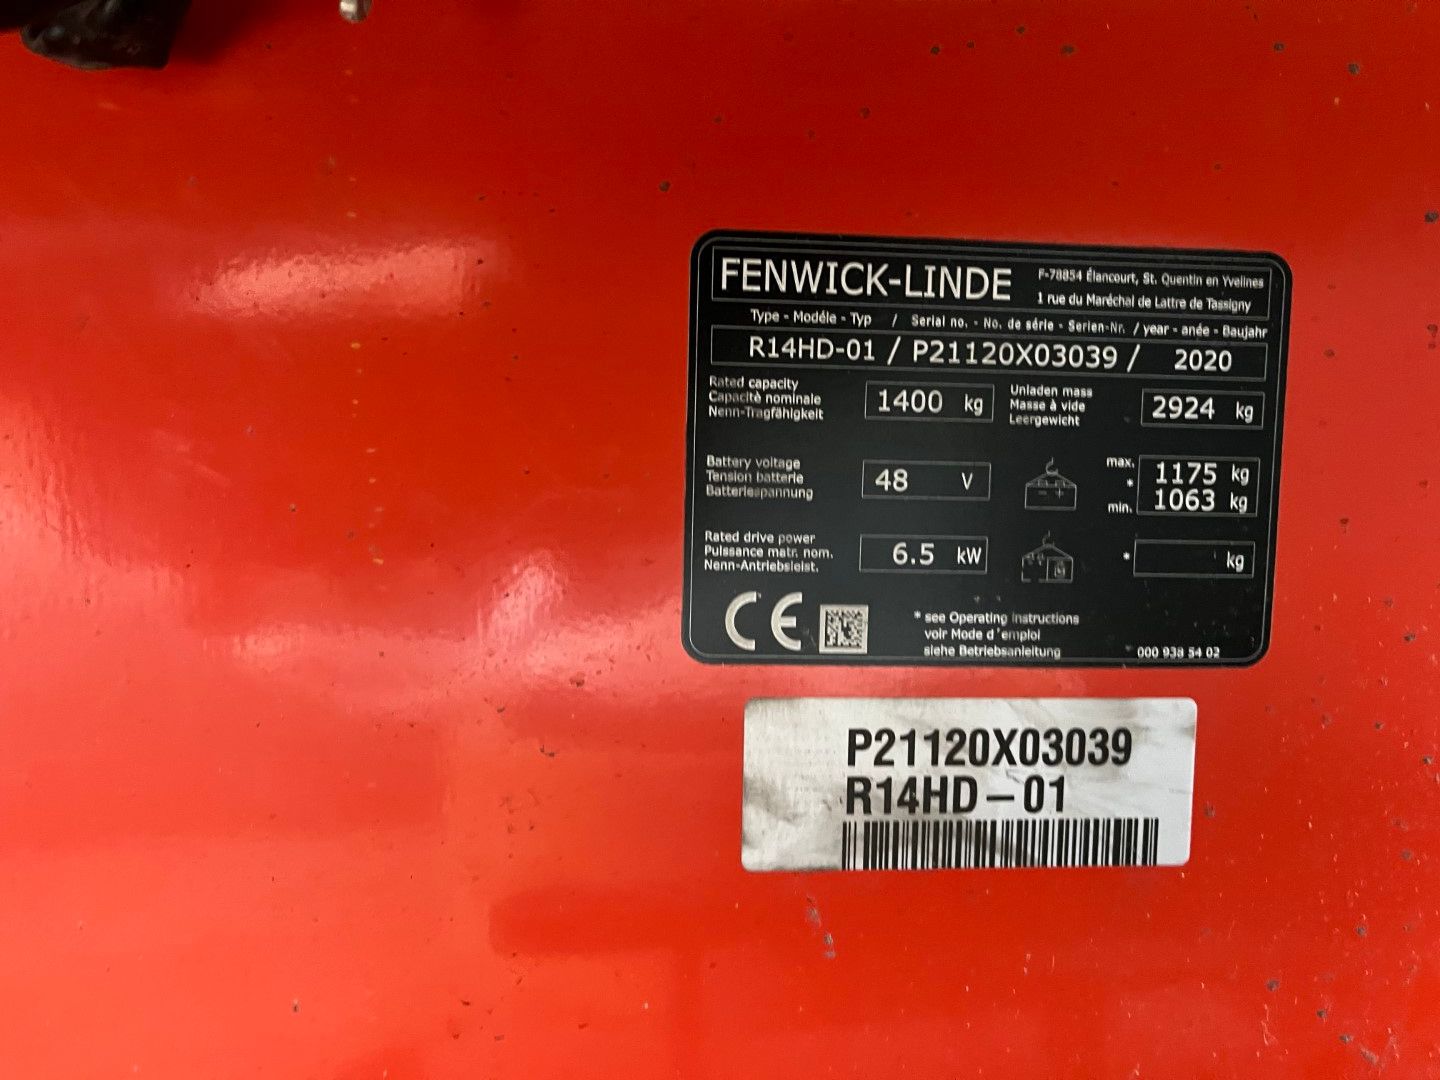 FENWICK-LINDE
F-78854 Élancourt, St. Quentin en Yvelines
1 rue du Maréchal de Lattre de Tassigny
Type - Modéle - Typ / Serial no. - No. de série - Serien-Nr. / year - anée - Baujahr
R14HD-01 / P21120X03039 / 2020
Rated capacity
Capacitè nominale
Nenn-Tragfähigkeit
1400 kg
Unladen mass
Masse à vide
Leergewicht
2924 kg
Battery voltage
Tension batterie
Batteriespannung
48 V
max. 1175 kg
*
min. 1063 kg
Rated drive power
Puissance matr. nom.
Nenn-Antriebsleist.
6.5 kW
* kg
CE
* see Operating instructions
voir Mode d'emploi
siehe Betriebsanleitung
000 938 54 02
P21120X03039
R14HD-01